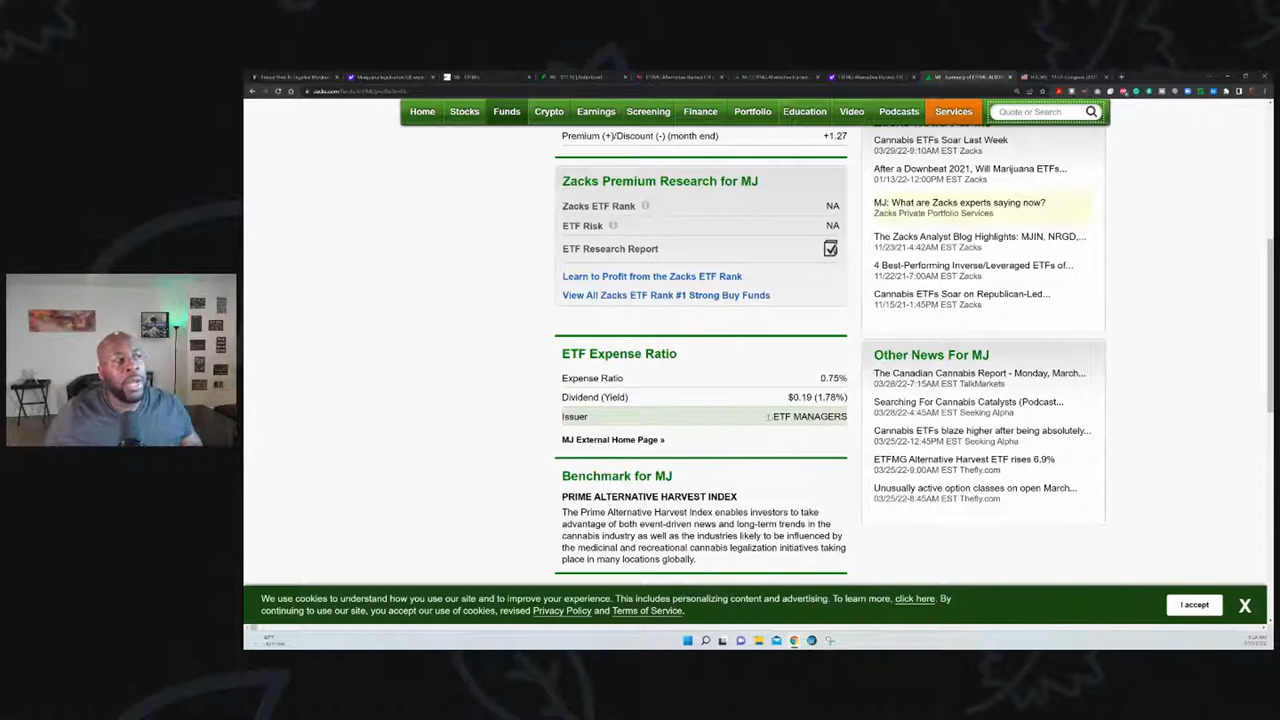 zacks.com/funds/etf/MJ/profile
Home Stocks Funds Crypto Earnings Screening Finance Portfolio Education Video Podcasts Services Quote or Search
Premium (+)/Discount (-) (month end) +1.27
Zacks Premium Research for MJ
Zacks ETF Rank NA
ETF Risk NA
ETF Research Report
Learn to Profit from the Zacks ETF Rank
View All Zacks ETF Rank #1 Strong Buy Funds
ETF Expense Ratio
Expense Ratio 0.75%
Dividend (Yield) $0.19 (1.78%)
Issuer ETF MANAGERS
MJ External Home Page »
Benchmark for MJ
PRIME ALTERNATIVE HARVEST INDEX
The Prime Alternative Harvest Index enables investors to take
advantage of both event-driven news and long-term trends in the
cannabis industry as well as the industries likely to be influenced by
the medicinal and recreational cannabis legalization initiatives taking
place in many locations globally.
Cannabis ETFs Soar Last Week
03/29/22-9:10AM EST Zacks
After a Downbeat 2021, Will Marijuana ETFs...
01/13/22-12:00PM EST Zacks
MJ: What are Zacks experts saying now?
Zacks Private Portfolio Services
The Zacks Analyst Blog Highlights: MJIN, NRGD,...
11/23/21-4:42AM EST Zacks
4 Best-Performing Inverse/Leveraged ETFs of...
11/22/21-7:00AM EST Zacks
Cannabis ETFs Soar on Republican-Led...
11/15/21-1:45PM EST Zacks
Other News For MJ
The Canadian Cannabis Report - Monday, March...
03/28/22-7:15AM EST TalkMarkets
Searching For Cannabis Catalysts (Podcast...
03/28/22-4:45AM EST Seeking Alpha
Cannabis ETFs blaze higher after being absolutely...
03/25/22-12:45PM EST Seeking Alpha
ETFMG Alternative Harvest ETF rises 6.9%
03/25/22-9:00AM EST Thefly.com
Unusually active option classes on open March...
03/25/22-8:45AM EST Thefly.com
We use cookies to understand how you use our site and to improve your experience. This includes personalizing content and advertising. To learn more, click here. By
continuing to use our site, you accept our use of cookies, revised Privacy Policy and Terms of Service.
I accept X